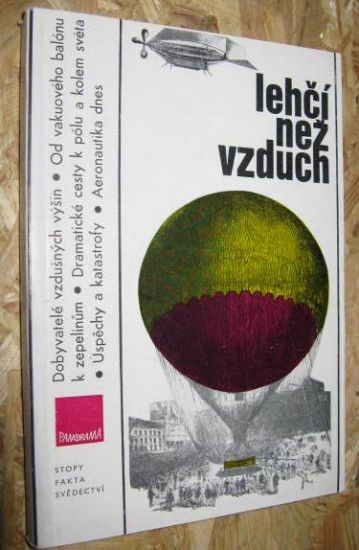 lehčí
než
vzduch
Dobyvatelé vzdušných výšin • Od vakuového balónu
k zepelinům • Dramatické cesty k pólu a kolem světa
• Úspěchy a katastrofy • Aeronautika dnes
PANORAMA
STOPY
FAKTA
SVĚDECTVÍ